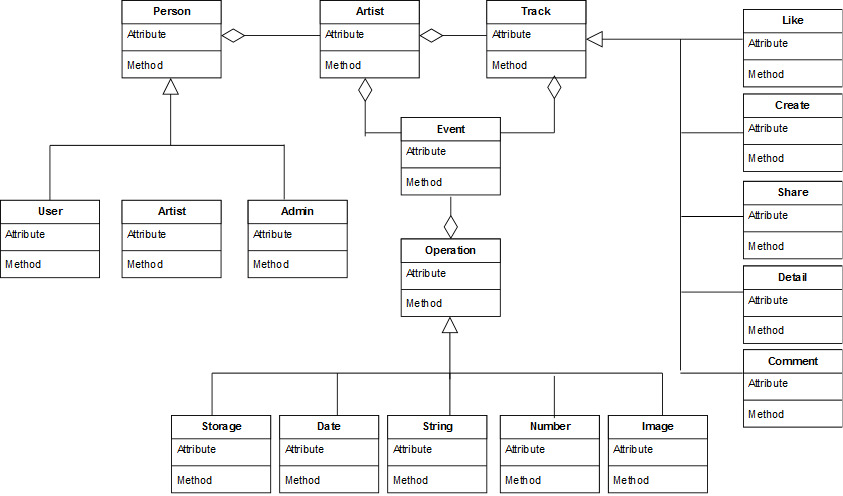 Person
Attribute
Method
Artist
Attribute
Method
Track
Attribute
Method
Like
Attribute
Method
Create
Attribute
Method
Event
Attribute
Method
Share
Attribute
Method
User
Attribute
Method
Artist
Attribute
Method
Admin
Attribute
Method
Operation
Attribute
Method
Detail
Attribute
Method
Comment
Attribute
Method
Storage
Attribute
Method
Date
Attribute
Method
String
Attribute
Method
Number
Attribute
Method
Image
Attribute
Method